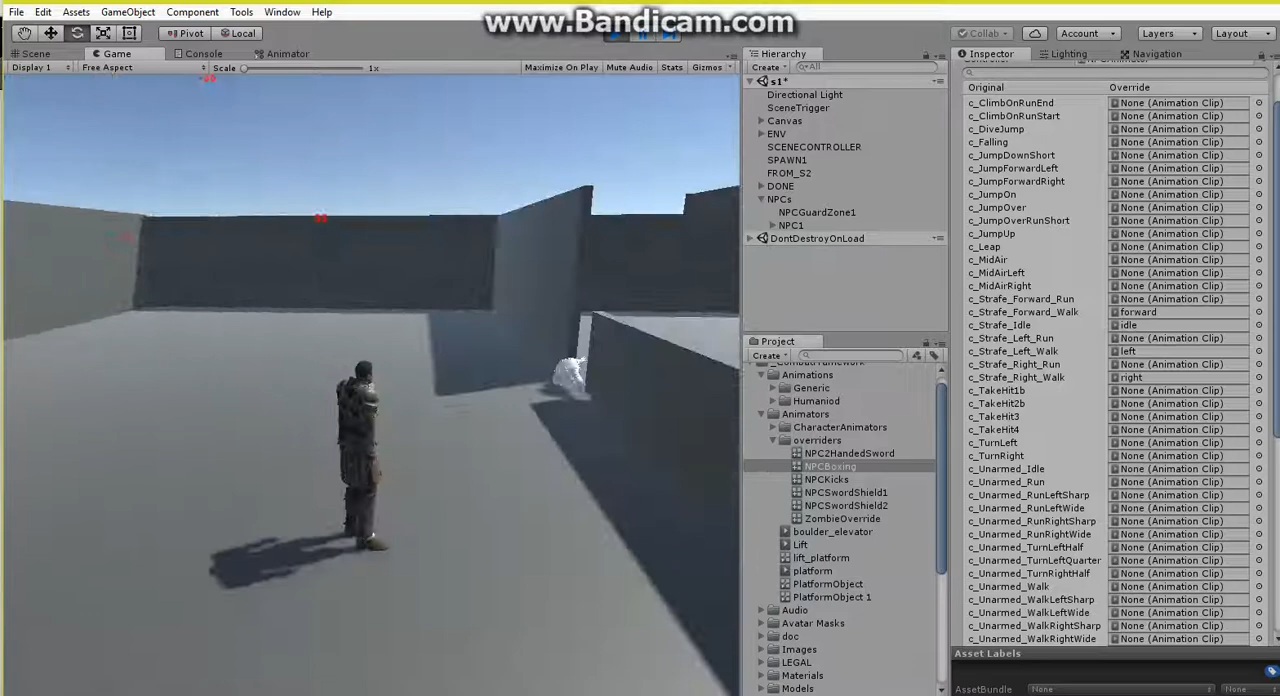 www.Bandicam.com
File Edit Assets GameObject Component Tools Window Help
Pivot Local Collab Account Layers Layout
Scene Game Console Animator
Display 1 Free Aspect Scale 1x Maximize On Play Mute Audio Stats Gizmos
Hierarchy
Create All
s1*
Directional Light
SceneTrigger
Canvas
ENV
SCENECONTROLLER
SPAWN1
FROM_S2
DONE
NPCs
NPCGuardZone1
NPC1
DontDestroyOnLoad
Project
Create
Animations
Generic
Humaniod
Animators
CharacterAnimators
overriders
NPC2HandedSword
NPCBoxing
NPCKicks
NPCSwordShield1
NPCSwordShield2
ZombieOverride
boulder_elevator
Lift
lift_platform
platform
PlatformObject
PlatformObject 1
Audio
Avatar Masks
doc
Images
LEGAL
Materials
Models
Inspector Lighting Navigation
Original Override
c_ClimbOnRunEnd None (Animation Clip)
c_ClimbOnRunStart None (Animation Clip)
c_DiveJump None (Animation Clip)
c_Falling None (Animation Clip)
c_JumpDownShort None (Animation Clip)
c_JumpForwardLeft None (Animation Clip)
c_JumpForwardRight None (Animation Clip)
c_JumpOn None (Animation Clip)
c_JumpOver None (Animation Clip)
c_JumpOverRunShort None (Animation Clip)
c_JumpUp None (Animation Clip)
c_Leap None (Animation Clip)
c_MidAir None (Animation Clip)
c_MidAirLeft None (Animation Clip)
c_MidAirRight None (Animation Clip)
c_Strafe_Forward_Run None (Animation Clip)
c_Strafe_Forward_Walk forward
c_Strafe_Idle idle
c_Strafe_Left_Run None (Animation Clip)
c_Strafe_Left_Walk left
c_Strafe_Right_Run None (Animation Clip)
c_Strafe_Right_Walk right
c_TakeHit1b None (Animation Clip)
c_TakeHit2b None (Animation Clip)
c_TakeHit3 None (Animation Clip)
c_TakeHit4 None (Animation Clip)
c_TurnLeft None (Animation Clip)
c_TurnRight None (Animation Clip)
c_Unarmed_Idle None (Animation Clip)
c_Unarmed_Run None (Animation Clip)
c_Unarmed_RunLeftSharp None (Animation Clip)
c_Unarmed_RunLeftWide None (Animation Clip)
c_Unarmed_RunRightSharp None (Animation Clip)
c_Unarmed_RunRightWide None (Animation Clip)
c_Unarmed_TurnLeftHalf None (Animation Clip)
c_Unarmed_TurnLeftQuarter None (Animation Clip)
c_Unarmed_TurnRightHalf None (Animation Clip)
c_Unarmed_Walk None (Animation Clip)
c_Unarmed_WalkLeftSharp None (Animation Clip)
c_Unarmed_WalkLeftWide None (Animation Clip)
c_Unarmed_WalkRightSharp None (Animation Clip)
c_Unarmed_WalkRightWide None (Animation Clip)
Asset Labels
AssetBundle None None